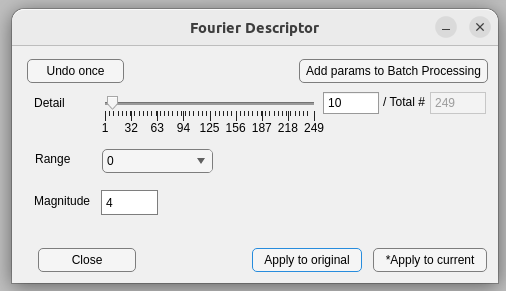 Fourier Descriptor
Undo once
Add params to Batch Processing
Detail
10
/ Total #
249
1 32 63 94 125 156 187 218 249
Range
0
Magnitude
4
Close
Apply to original
*Apply to current